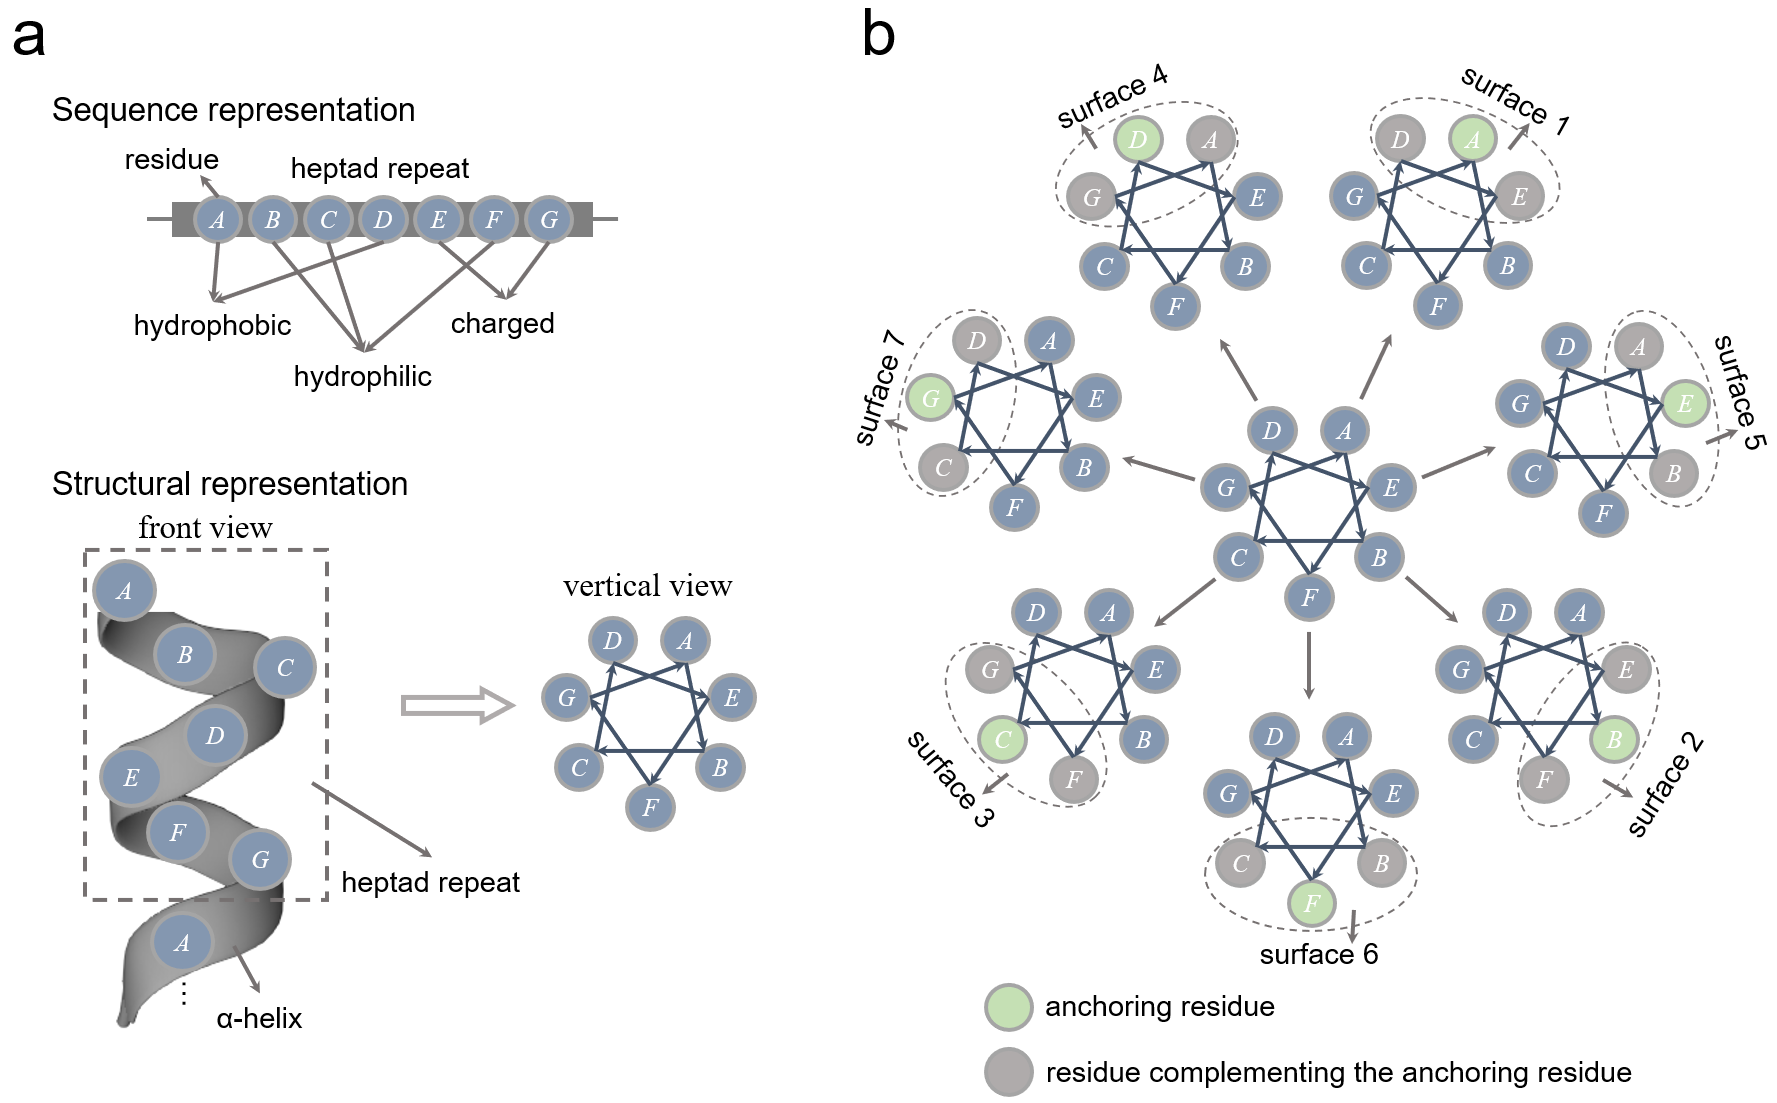 a
Sequence representation
residue
heptad repeat
A B C D E F G
hydrophobic
charged
hydrophilic
Structural representation
front view
A
B
C
D
E
F
G
A
α-helix
heptad repeat
vertical view
D A
G E
C B
F
b
surface 4
D A
G E
C B
F
surface 1
D A
G E
C B
F
surface 7
D A
G E
C B
F
surface 5
D A
G E
C B
F
D A
G E
C B
F
surface 3
D A
G E
C B
F
surface 2
D A
G E
C B
F
D A
G E
C B
F
surface 6
anchoring residue
residue complementing the anchoring residue